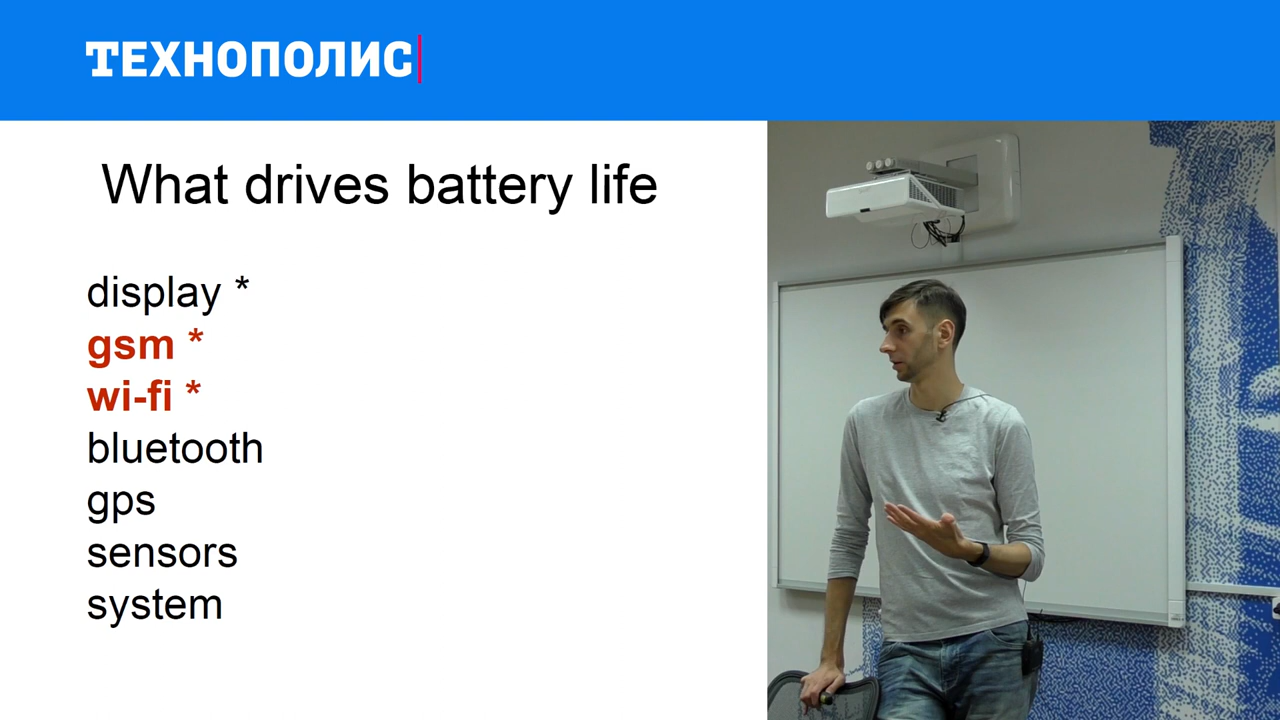 ТЕХНОПОЛИС
What drives battery life
display *
gsm *
wi-fi *
bluetooth
gps
sensors
system